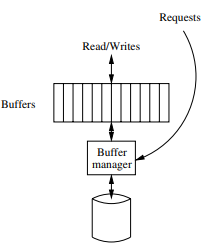 Requests
Read/Writes
Buffers
Buffer
manager